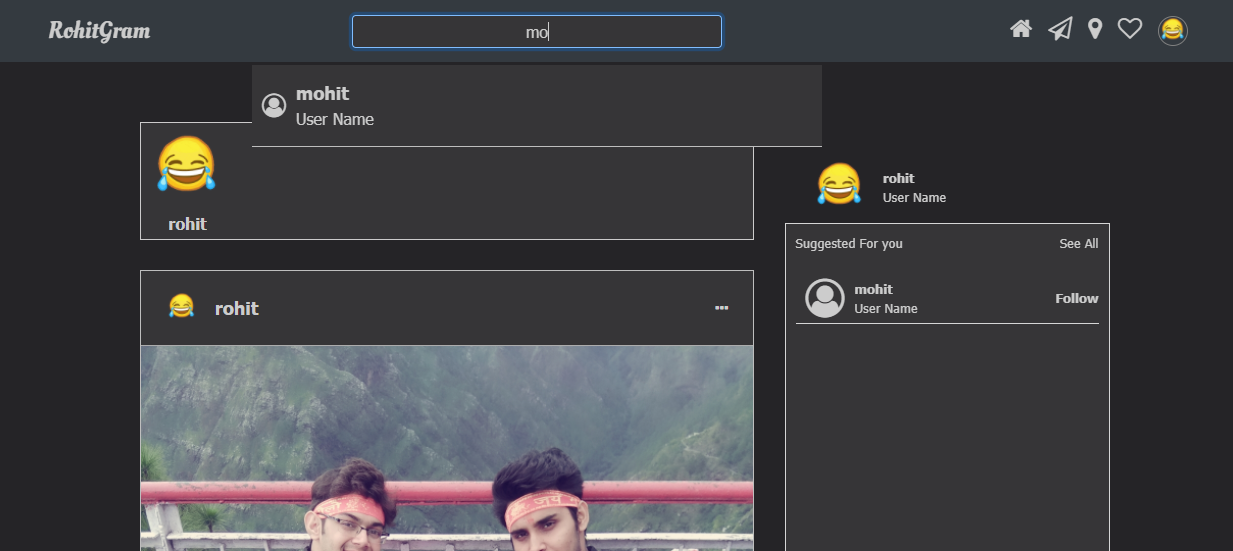 RohitGram
mo
mohit
User Name
rohit
rohit
User Name
Suggested For you
See All
mohit
User Name
Follow
rohit
जय